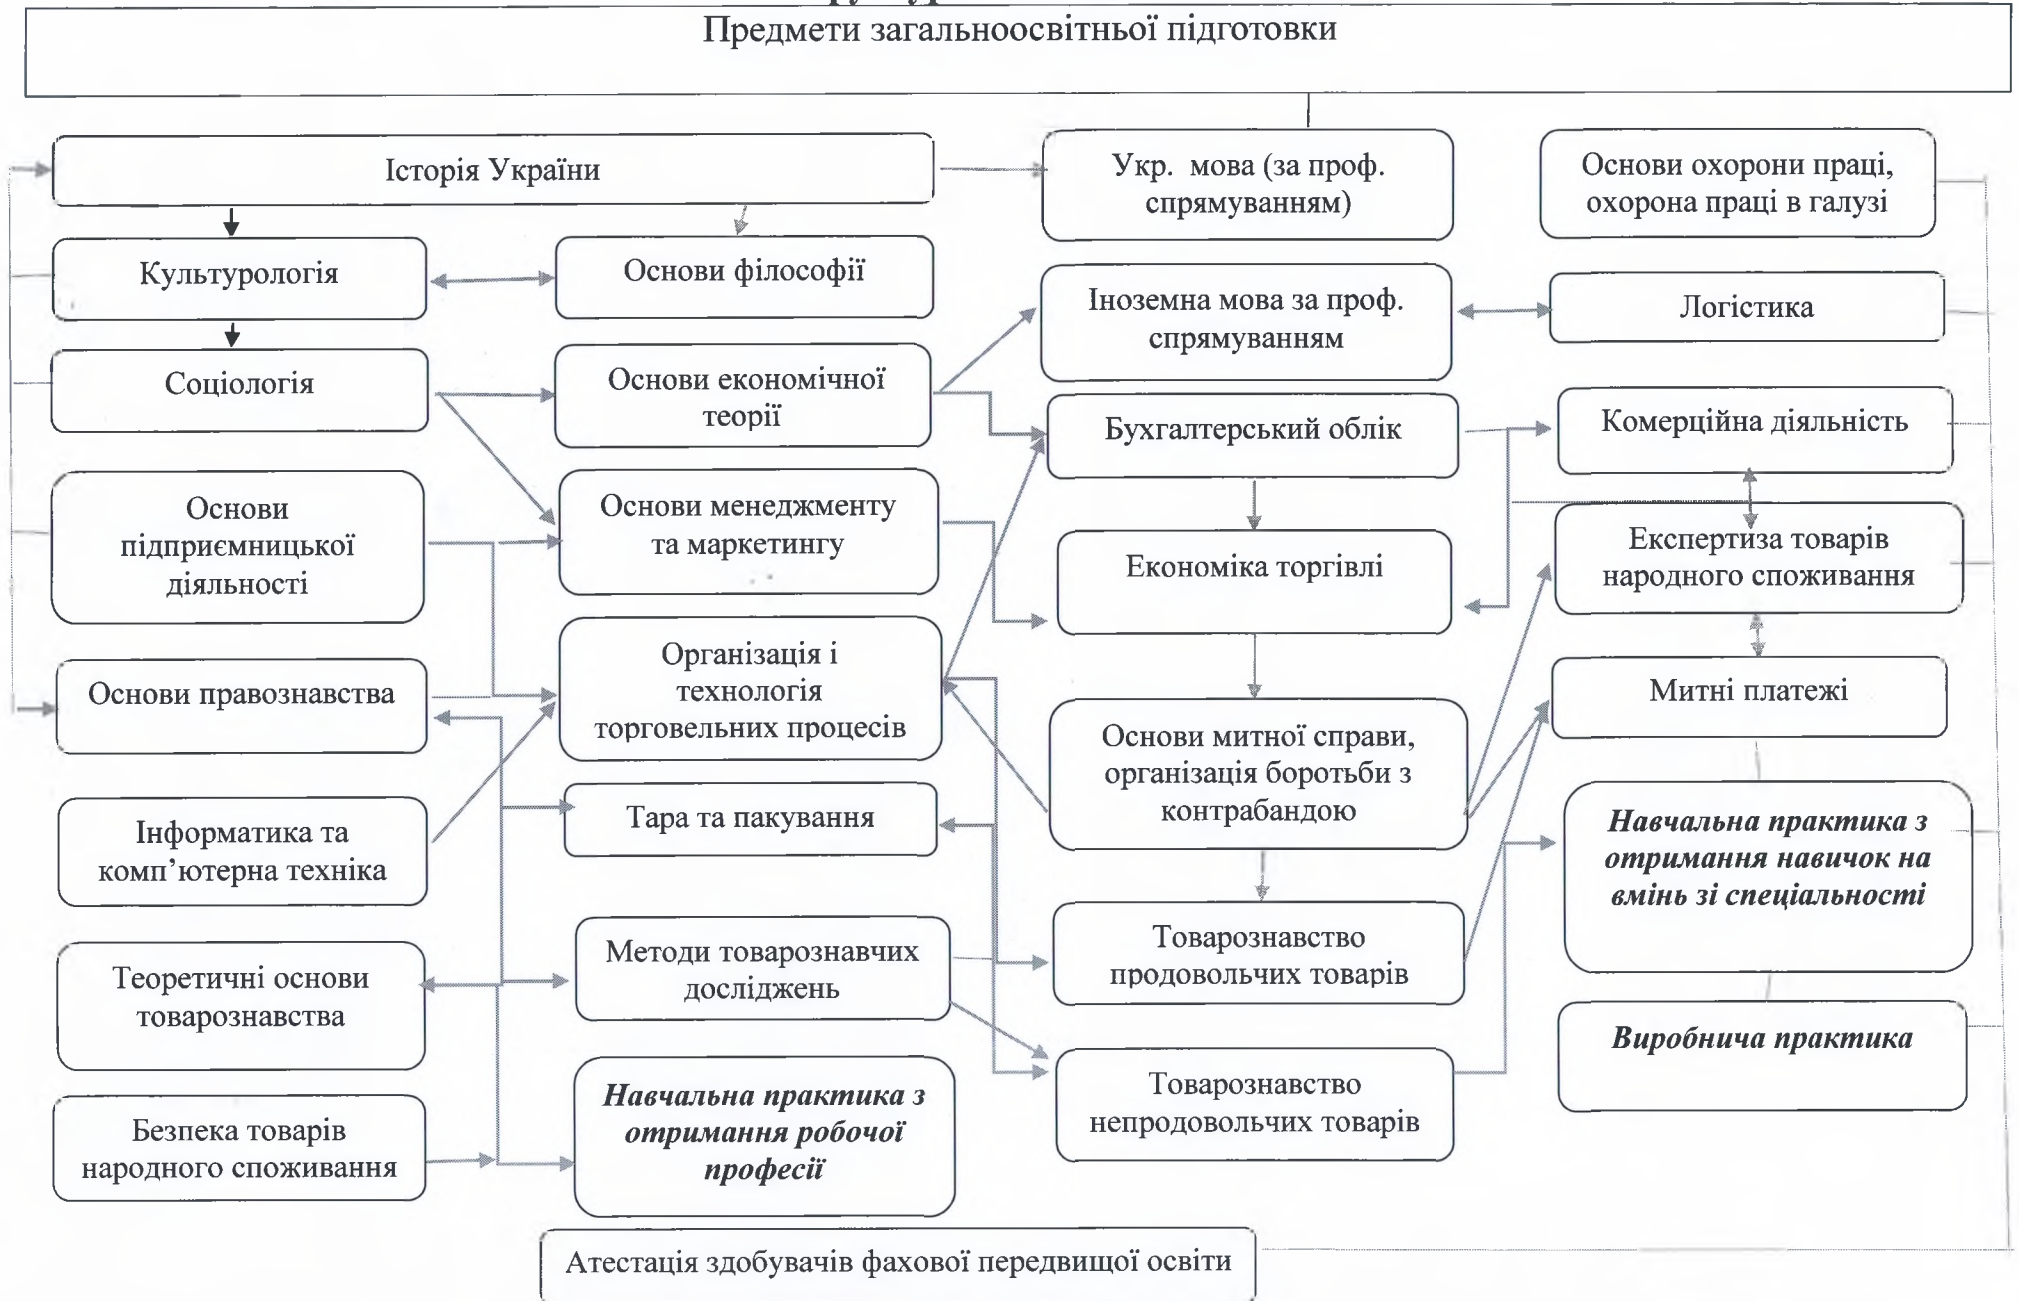 Предмети загальноосвітньої підготовки
Історія України
Укр. мова (за проф.
спрямуванням)
Основи охорони праці,
охорона праці в галузі
Культурологія
Основи філософії
Іноземна мова за проф.
спрямуванням
Логістика
Соціологія
Основи економічної
теорії
Бухгалтерський облік
Комерційна діяльність
Основи
підприємницької
діяльності
Основи менеджменту
та маркетингу
Економіка торгівлі
Експертиза товарів
народного споживання
Основи правознавства
Організація і
технологія
торговельних процесів
Основи митної справи,
організація боротьби з
контрабандою
Митні платежі
Інформатика та
комп’ютерна техніка
Тара та пакування
Навчальна практика з
отримання навичок на
вмінь зі спеціальності
Теоретичні основи
товарознавства
Методи товарознавчих
досліджень
Товарознавство
продовольчих товарів
Виробнича практика
Безпека товарів
народного споживання
Навчальна практика з
отримання робочої
професії
Товарознавство
непродовольчих товарів
Атестація здобувачів фахової передвищої освіти